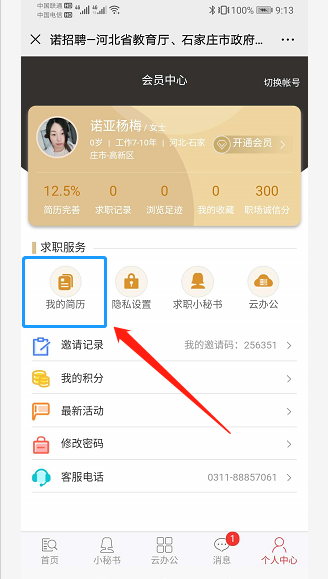 中国联通 HD
中国电信 HD
9:13
100%
诺招聘—河北省教育厅、石家庄市政府...
会员中心
切换帐号
诺亚杨梅 / 女士
0岁 | 工作7-10年 | 河北-石家
庄市-高新区
开通会员
12.5% 0 0 0 300
简历完善 求职记录 浏览足迹 我的收藏 职场诚信分
求职服务
我的简历 隐私设置 求职小秘书 云办公
邀请记录 我的邀请码：256351
我的积分
最新活动
修改密码
客服电话 0311-88857061
1
首页 小秘书 云办公 消息 个人中心